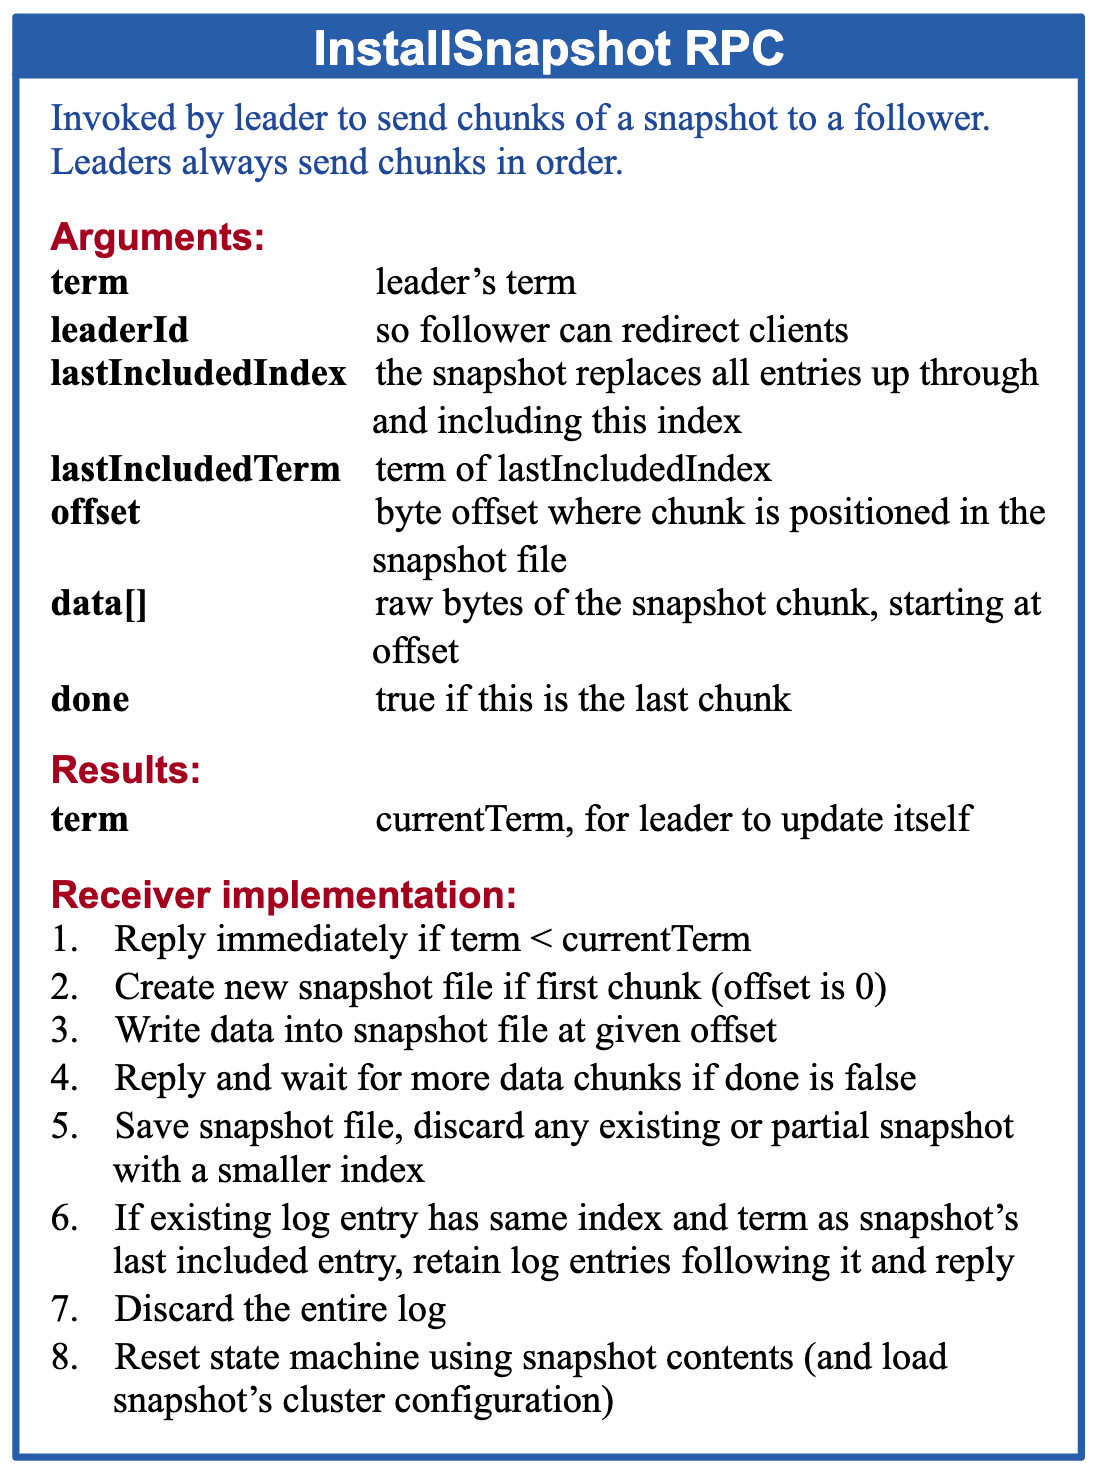 InstallSnapshot RPC
Invoked by leader to send chunks of a snapshot to a follower.
Leaders always send chunks in order.
Arguments:
term leader’s term
leaderId so follower can redirect clients
lastIncludedIndex the snapshot replaces all entries up through
and including this index
lastIncludedTerm term of lastIncludedIndex
offset byte offset where chunk is positioned in the
snapshot file
data[] raw bytes of the snapshot chunk, starting at
offset
done true if this is the last chunk
Results:
term currentTerm, for leader to update itself
Receiver implementation:
1. Reply immediately if term < currentTerm
2. Create new snapshot file if first chunk (offset is 0)
3. Write data into snapshot file at given offset
4. Reply and wait for more data chunks if done is false
5. Save snapshot file, discard any existing or partial snapshot
with a smaller index
6. If existing log entry has same index and term as snapshot’s
last included entry, retain log entries following it and reply
7. Discard the entire log
8. Reset state machine using snapshot contents (and load
snapshot’s cluster configuration)